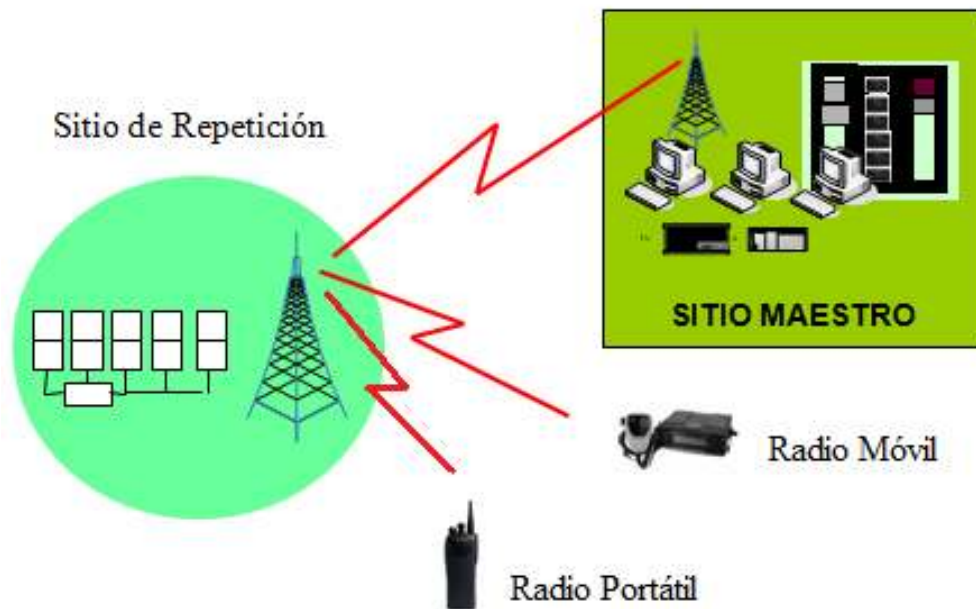 Sitio de Repetición
SITIO MAESTRO
Radio Móvil
Radio Portátil